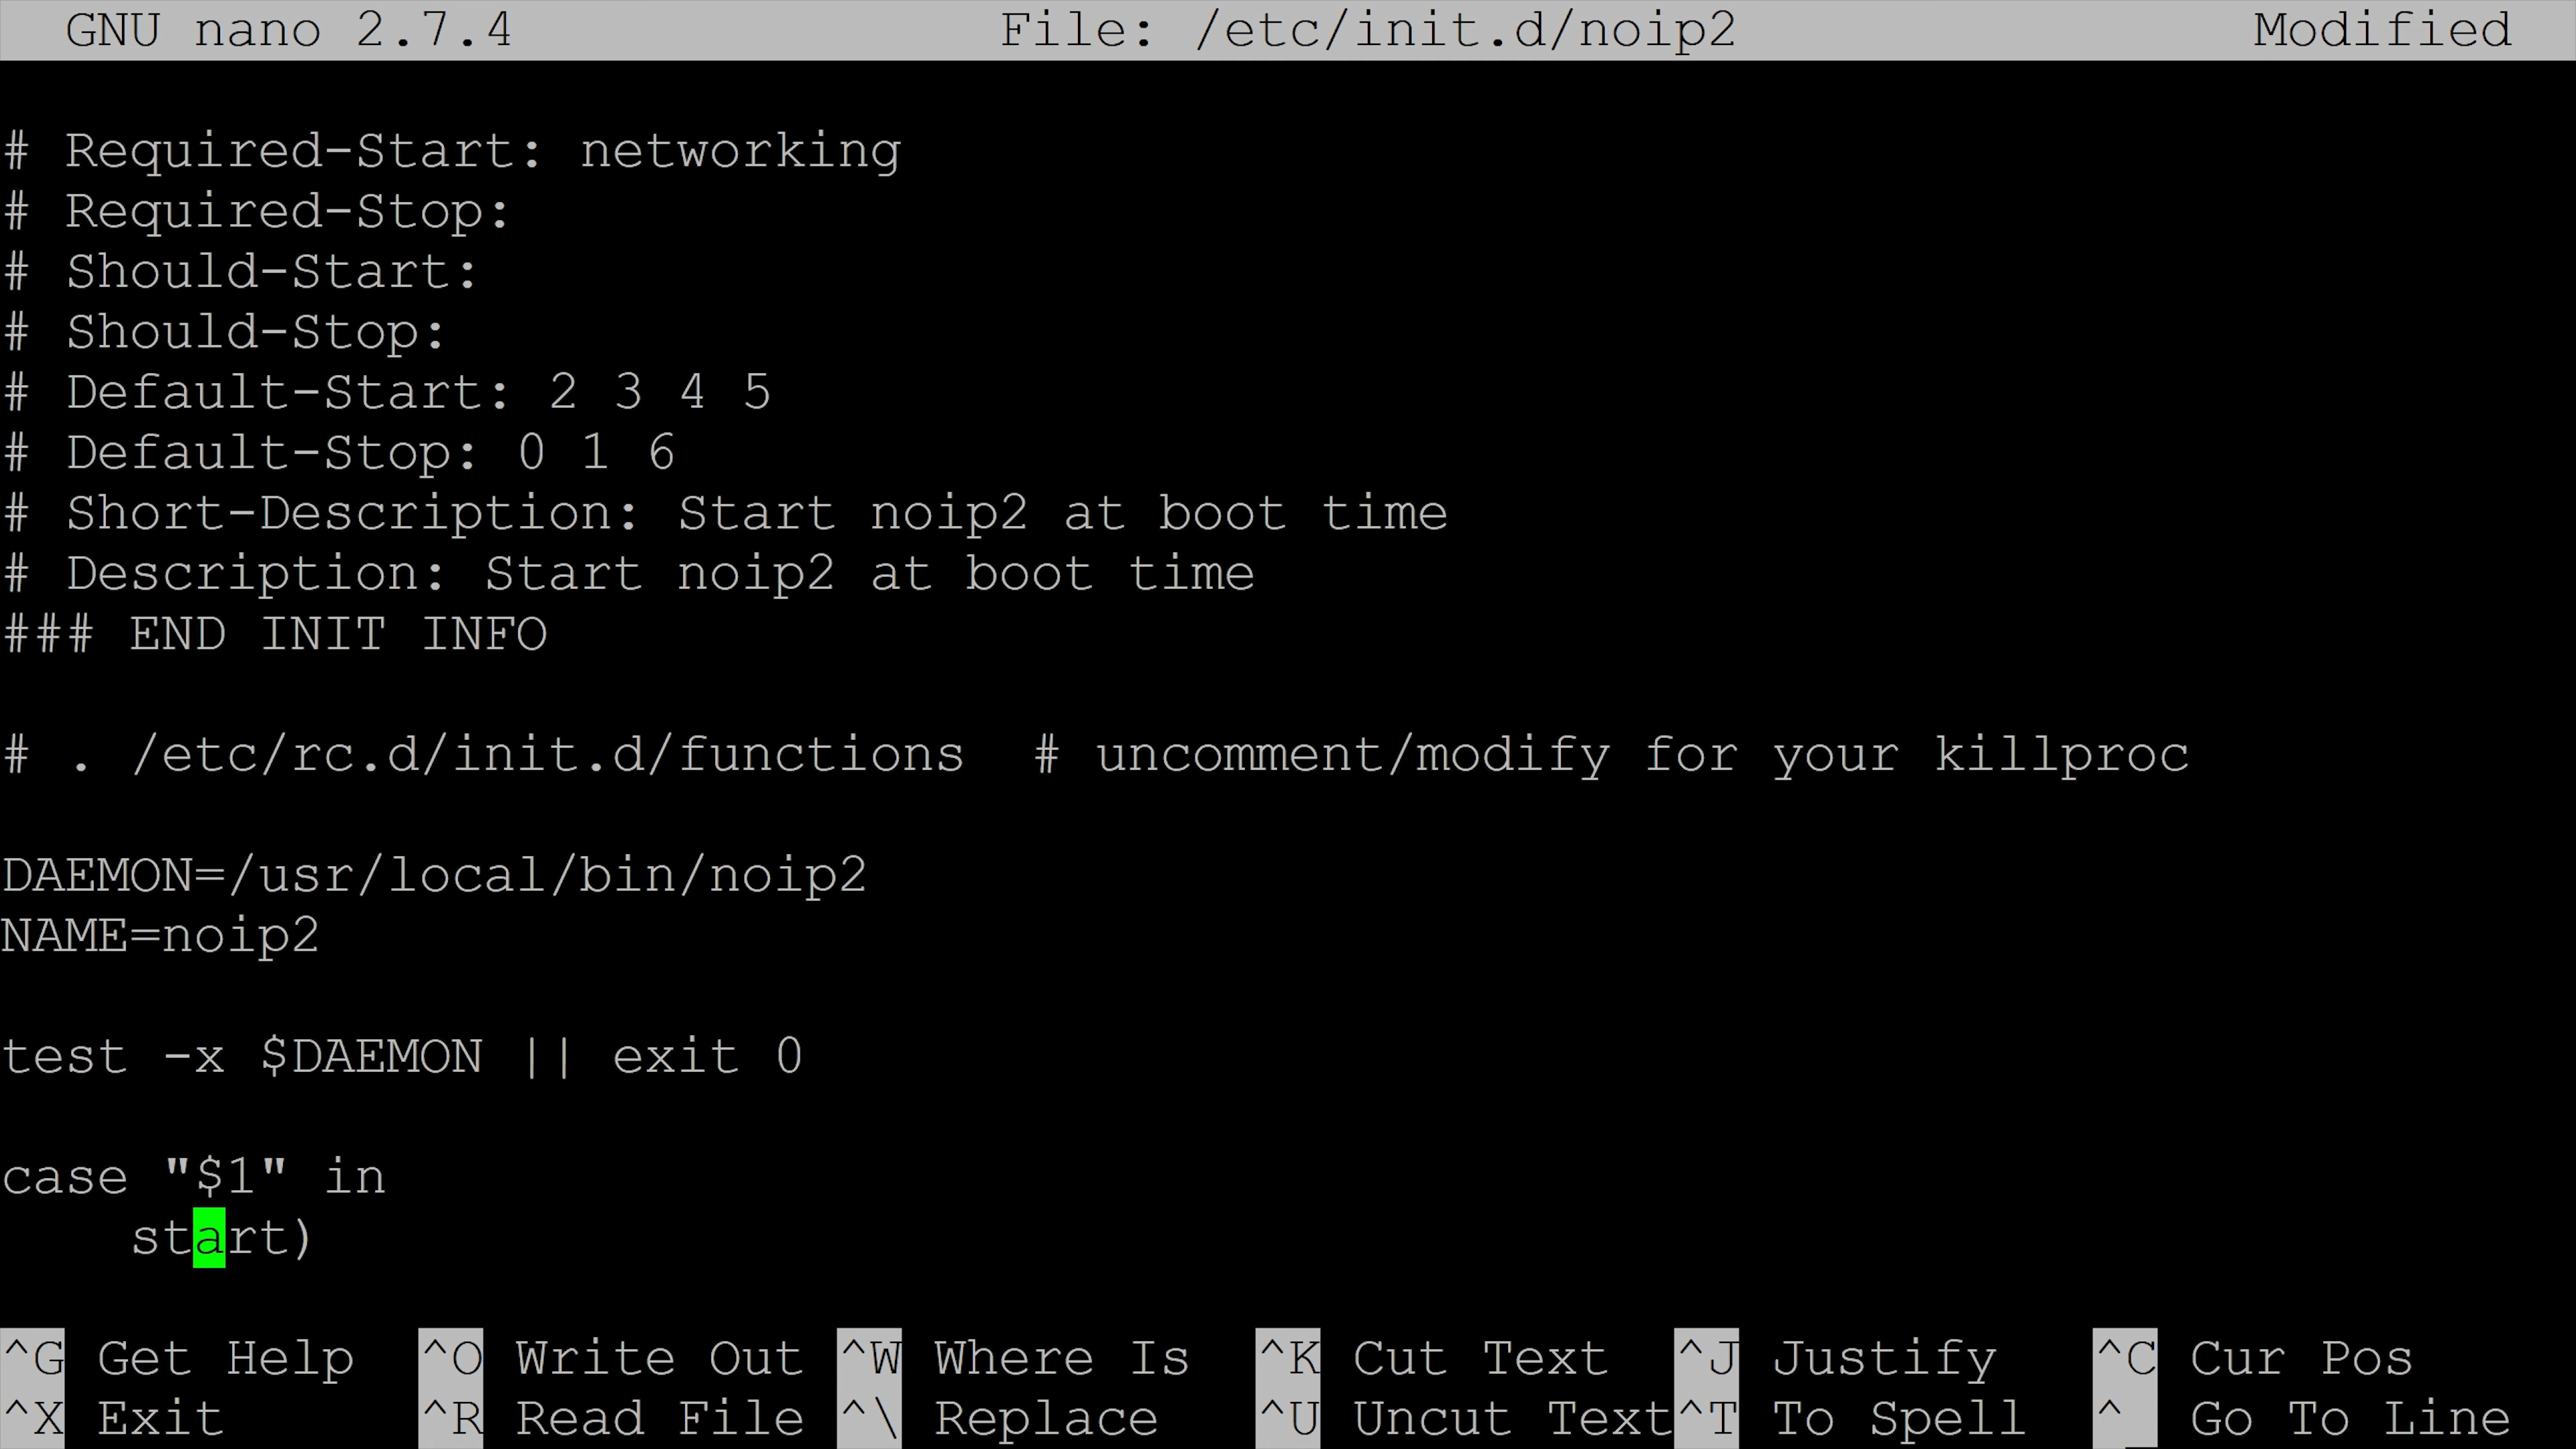 GNU nano 2.7.4 File: /etc/init.d/noip2 Modified
# Required-Start: networking
# Required-Stop:
# Should-Start:
# Should-Stop:
# Default-Start: 2 3 4 5
# Default-Stop: 0 1 6
# Short-Description: Start noip2 at boot time
# Description: Start noip2 at boot time
### END INIT INFO
# . /etc/rc.d/init.d/functions  # uncomment/modify for your killproc
DAEMON=/usr/local/bin/noip2
NAME=noip2
test -x $DAEMON || exit 0
case "$1" in
    start)
^G Get Help ^O Write Out ^W Where Is ^K Cut Text ^J Justify ^C Cur Pos
^X Exit ^R Read File ^\ Replace ^U Uncut Text ^T To Spell ^_ Go To Line